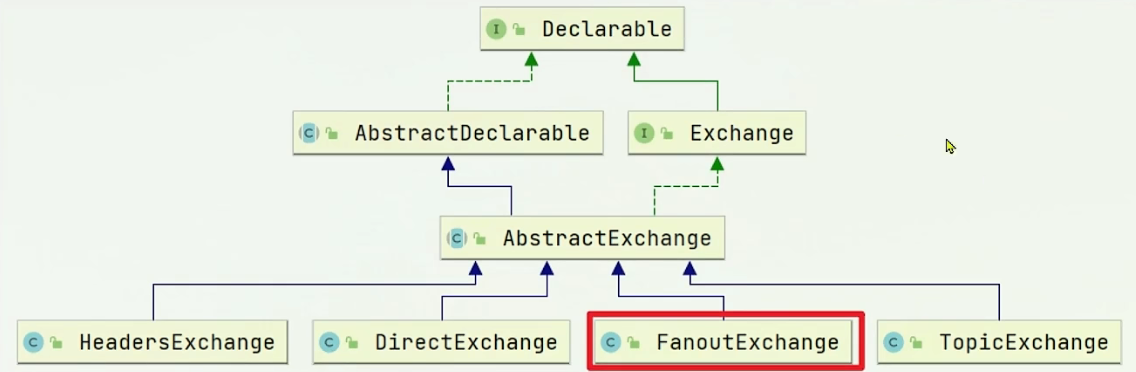 Declarable
AbstractDeclarable
Exchange
AbstractExchange
HeadersExchange
DirectExchange
FanoutExchange
TopicExchange